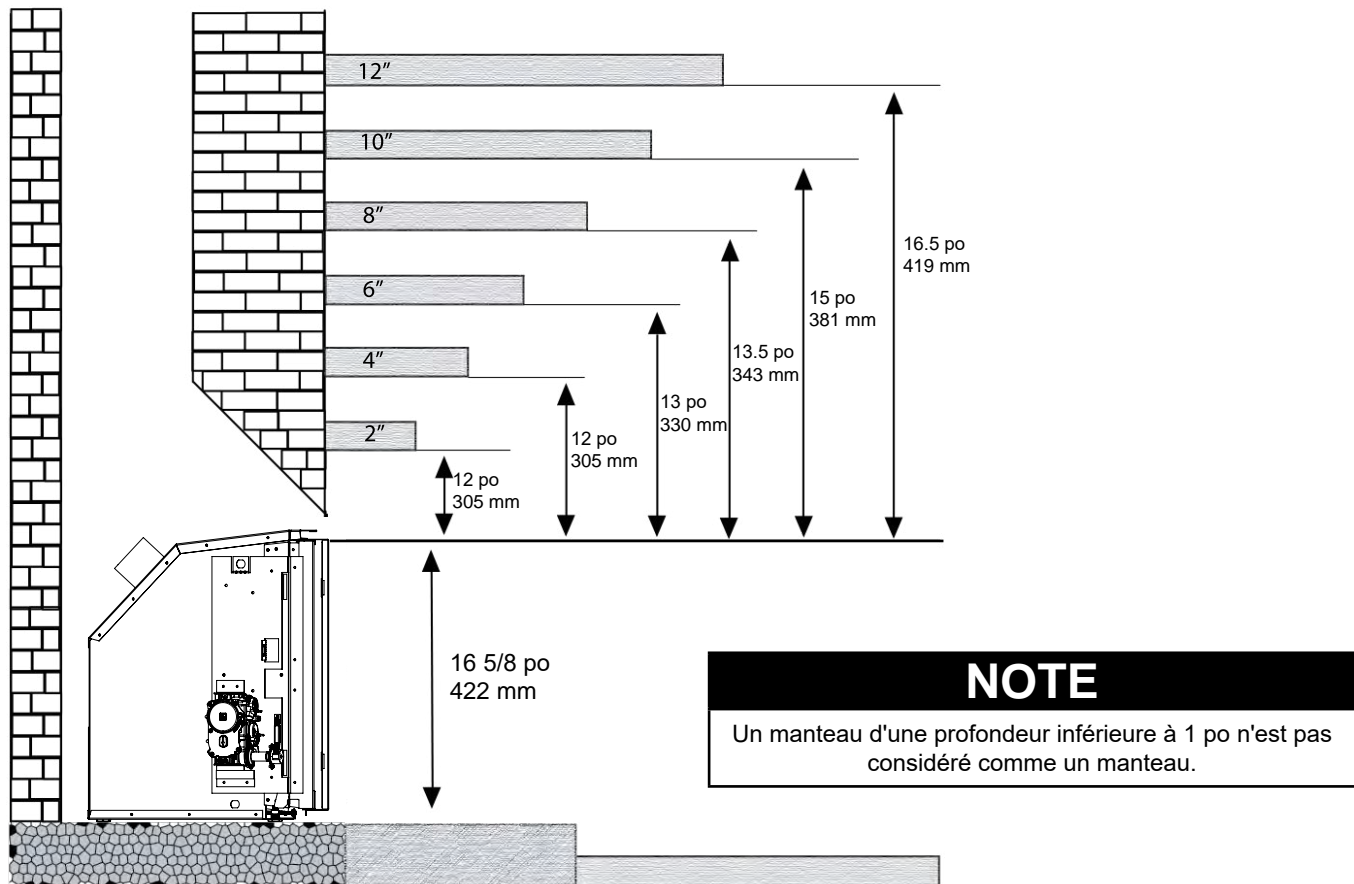 12”
10”
8”
6”
4”
2”
16.5 po
419 mm
15 po
381 mm
13.5 po
343 mm
13 po
330 mm
12 po
305 mm
12 po
305 mm
16 5/8 po
422 mm
NOTE
Un manteau d'une profondeur inférieure à 1 po n'est pas
considéré comme un manteau.